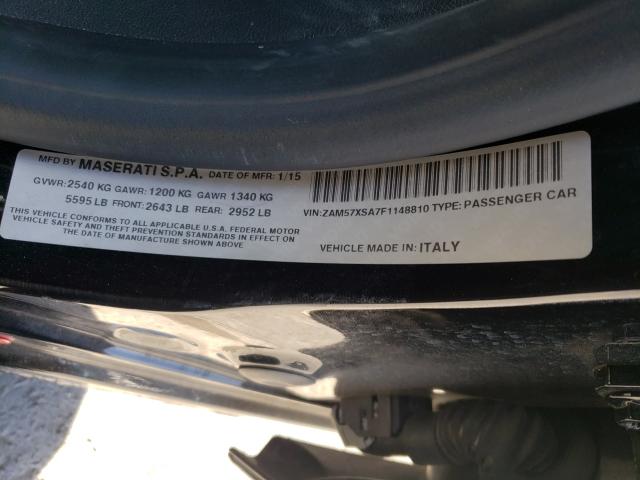 MFD BY MASERATI S.P.A. DATE OF MFR: 1/15
GVWR:2540 KG GAWR: 1200 KG GAWR 1340 KG
5595 LB FRONT: 2643 LB REAR: 2952 LB
THIS VEHICLE CONFORMS TO ALL APPLICABLE U.S.A. FEDERAL MOTOR
VEHICLE SAFETY AND THEFT PREVENTION STANDARDS IN EFFECT ON
THE DATE OF MANUFACTURE SHOWN ABOVE
VIN:ZAM57XSA7F1148810 TYPE: PASSENGER CAR
VEHICLE MADE IN: ITALY